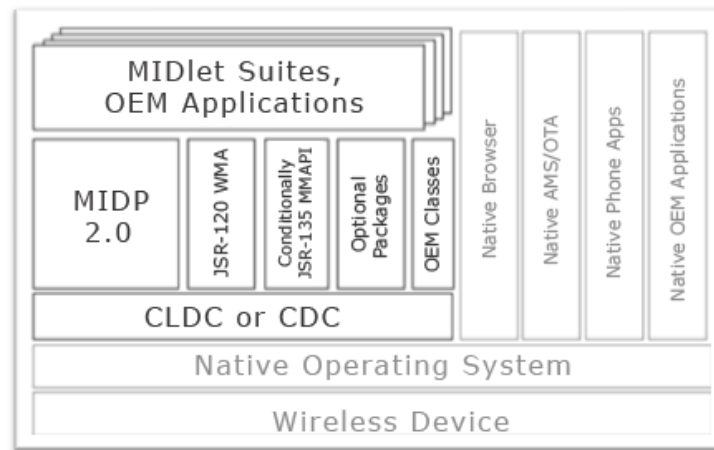 MIDlet Suites,
OEM Applications
MIDP
2.0
JSR-120 WMA
Conditionally
JSR-135 MMAPI
Optional
Packages
OEM Classes
Native Browser
Native AMS/OTA
Native Phone Apps
Native OEM Applications
CLDC or CDC
Native Operating System
Wireless Device